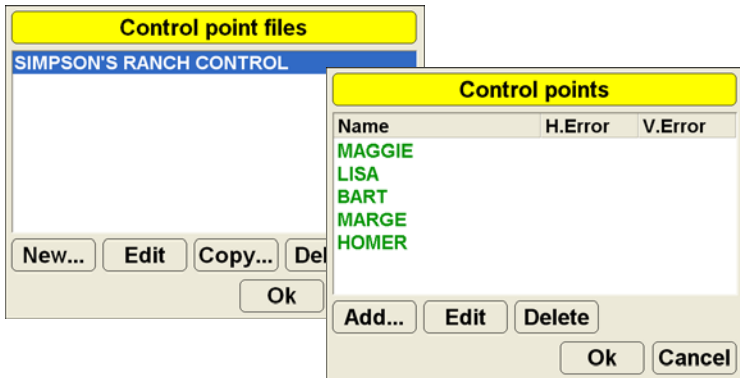 Control point files
SIMPSON'S RANCH CONTROL
New... Edit Copy... Del
Ok
Control points
Name H.Error V.Error
MAGGIE
LISA
BART
MARGE
HOMER
Add... Edit Delete
Ok Cancel